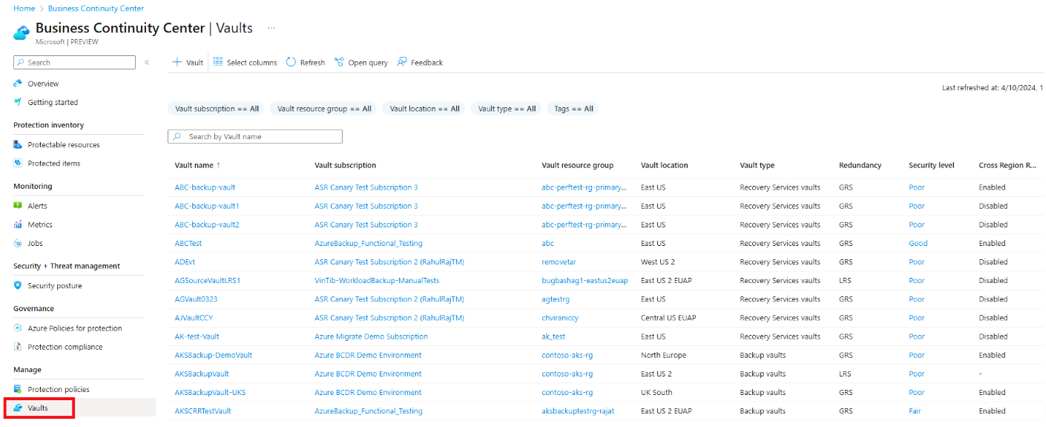 Home > Business Continuity Center
Business Continuity Center | Vaults ...
Microsoft | PREVIEW
Search «
Overview
Getting started
Protection inventory
Protectable resources
Protected items
Monitoring
Alerts
Metrics
Jobs
Security + Threat management
Security posture
Governance
Azure Policies for protection
Protection compliance
Manage
Protection policies
Vaults
+ Vault Select columns Refresh Open query Feedback
Last refreshed at: 4/10/2024, 1
Vault subscription == All Vault resource group == All Vault location == All Vault type == All Tags == All
Search by Vault name
Vault name ↑ Vault subscription Vault resource group Vault location Vault type Redundancy Security level Cross Region R...
ABC-backup-vault ASR Canary Test Subscription 3 abc-perftest-rg-primary... East US Recovery Services vaults GRS Poor Enabled
ABC-backup-vault1 ASR Canary Test Subscription 3 abc-perftest-rg-primary... East US Recovery Services vaults GRS Poor Disabled
ABC-backup-vault2 ASR Canary Test Subscription 3 abc-perftest-rg-primary... East US Recovery Services vaults GRS Poor Disabled
ABCTest AzureBackup_Functional_Testing abc East US Recovery Services vaults GRS Good Enabled
ADEvt ASR Canary Test Subscription 2 (RahulRajTM) removetar West US 2 Recovery Services vaults GRS Poor Disabled
AGSourceVaultLRS1 VinTib-WorkloadBackup-ManualTests bugbashag1-eastus2euap East US 2 EUAP Recovery Services vaults LRS Poor Disabled
AGVault0323 ASR Canary Test Subscription 2 (RahulRajTM) agtestrg East US Recovery Services vaults GRS Poor Disabled
AJVaultCCY ASR Canary Test Subscription 2 (RahulRajTM) chviraniccy Central US EUAP Recovery Services vaults GRS Poor Disabled
AK-test-Vault Azure Migrate Demo Subscription ak_test East US Recovery Services vaults GRS Poor Disabled
AKSBackup-DemoVault Azure BCDR Demo Environment contoso-aks-rg North Europe Backup vaults GRS Poor Enabled
AKSBackupVault Azure BCDR Demo Environment contoso-aks-rg East US 2 Backup vaults LRS Poor -
AKSBackupVault-UKS Azure BCDR Demo Environment contoso-aks-rg UK South Backup vaults GRS Poor Enabled
AKSCRRTestVault AzureBackup_Functional_Testing aksbackuptestrg-rajat East US 2 EUAP Backup vaults GRS Fair Enabled